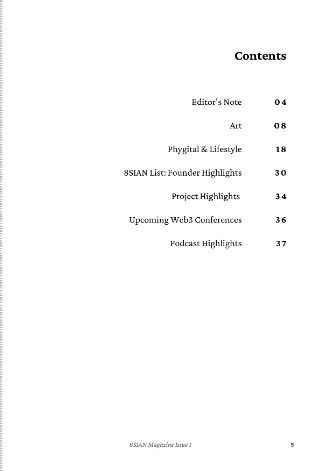 Contents
Editor's Note 04
Art 08
Phygital & Lifestyle 18
8SIAN List: Founder Highlights 30
Project Highlights 34
Upcoming Web3 Conferences 36
Podcast Highlights 37
8SIAN Magazine Issue 1 5